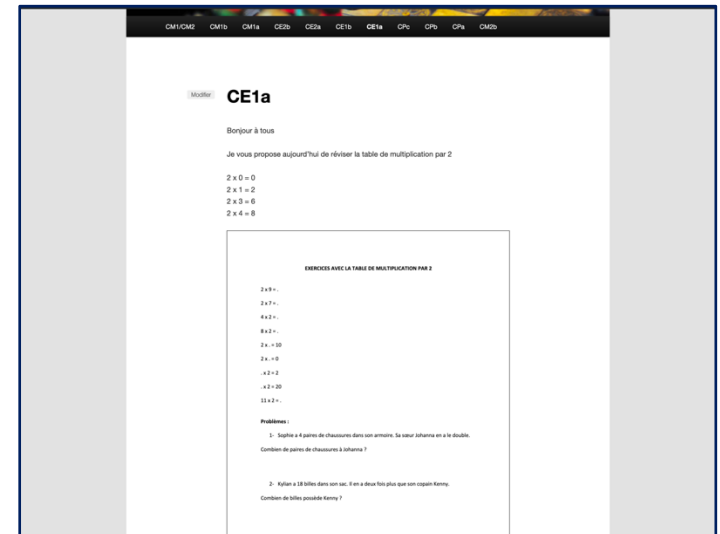 CM1/CM2 CM1b CM1a CE2b CE2a CE1b CE1a CPc CPb CPa CM2b
Modifier CE1a
Bonjour à tous
Je vous propose aujourd'hui de réviser la table de multiplication par 2
2 x 0 = 0
2 x 1 = 2
2 x 3 = 6
2 x 4 = 8
EXERCICES AVEC LA TABLE DE MULTIPLICATION PAR 2
2 x 9 = .
2 x 7 = .
4 x 2 = .
8 x 2 = .
2 x . = 10
2 x . = 0
. x 2 = 2
. x 2 = 20
11 x 2 = .
Problèmes :
1- Sophie a 4 paires de chaussures dans son armoire. Sa sœur Johanna en a le double.
Combien de paires de chaussures à Johanna ?
2- Kylian a 18 billes dans son sac. Il en a deux fois plus que son copain Kenny.
Combien de billes possède Kenny ?